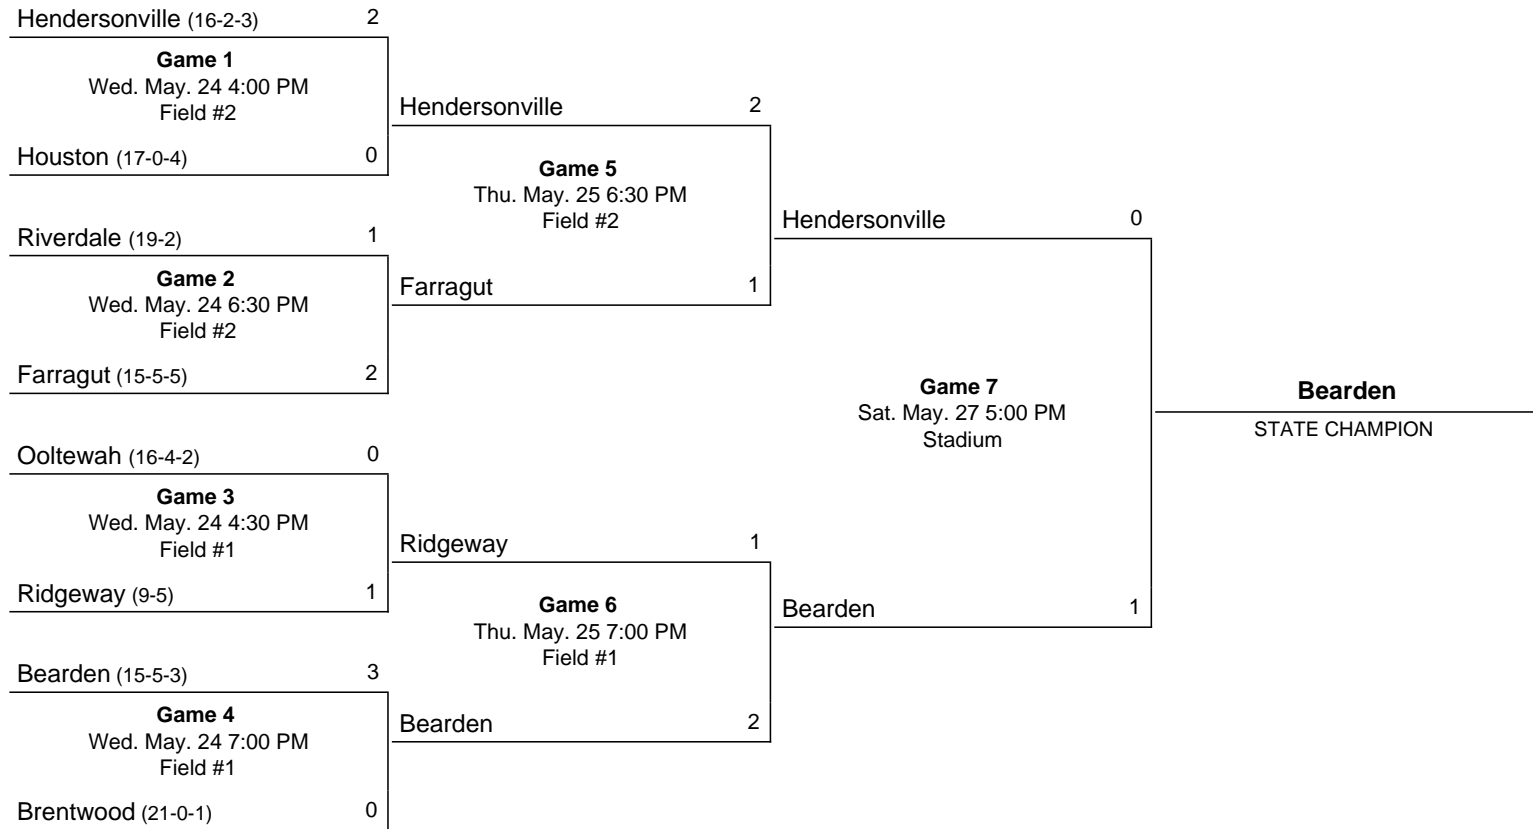 Hendersonville (16-2-3) 2
Game 1
Wed. May. 24 4:00 PM
Field #2
Houston (17-0-4) 0
Riverdale (19-2) 1
Game 2
Wed. May. 24 6:30 PM
Field #2
Farragut (15-5-5) 2
Ooltewah (16-4-2) 0
Game 3
Wed. May. 24 4:30 PM
Field #1
Ridgeway (9-5) 1
Bearden (15-5-3) 3
Game 4
Wed. May. 24 7:00 PM
Field #1
Brentwood (21-0-1) 0
Hendersonville 2
Game 5
Thu. May. 25 6:30 PM
Field #2
Farragut 1
Ridgeway 1
Game 6
Thu. May. 25 7:00 PM
Field #1
Bearden 2
Hendersonville 0
Game 7
Sat. May. 27 5:00 PM
Stadium
Bearden 1
Bearden
STATE CHAMPION